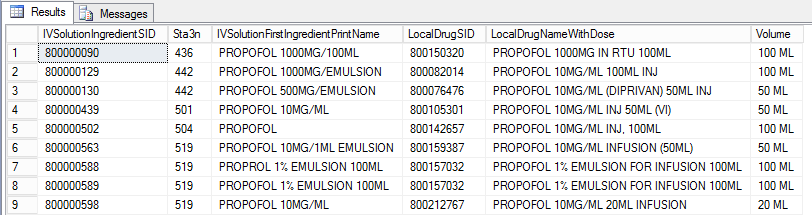 Results Messages
IVSolutionIngredientSID Sta3n IVSolutionFirstIngredientPrintName LocalDrugSID LocalDrugNameWithDose Volume
1 800000090 436 PROPOFOL 1000MG/100ML 800150320 PROPOFOL 1000MG IN RTU 100ML 100 ML
2 800000129 442 PROPOFOL 1000MG/EMULSION 800082014 PROPOFOL 10MG/ML 100ML INJ 100 ML
3 800000130 442 PROPOFOL 500MG/EMULSION 800076476 PROPOFOL 10MG/ML (DIPRIVAN) 50ML INJ 50 ML
4 800000439 501 PROPOFOL 10MG/ML 800105301 PROPOFOL 10MG/ML INJ 50ML (VI) 50 ML
5 800000502 504 PROPOFOL 800142657 PROPOFOL 10MG/ML INJ, 100ML 100 ML
6 800000563 519 PROPOFOL 10MG/1ML EMULSION 800159387 PROPOFOL 10MG/ML INFUSION (50ML) 50 ML
7 800000588 519 PROPROL 1% EMULSION 100ML 800157032 PROPOFOL 1% EMULSION FOR INFUSION 100ML 100 ML
8 800000589 519 PROPOFOL 1% EMULSION 100ML 800157032 PROPOFOL 1% EMULSION FOR INFUSION 100ML 100 ML
9 800000598 519 PROPOFOL 10MG/ML 800212767 PROPOFOL 10MG/ML 20ML INFUSION 20 ML